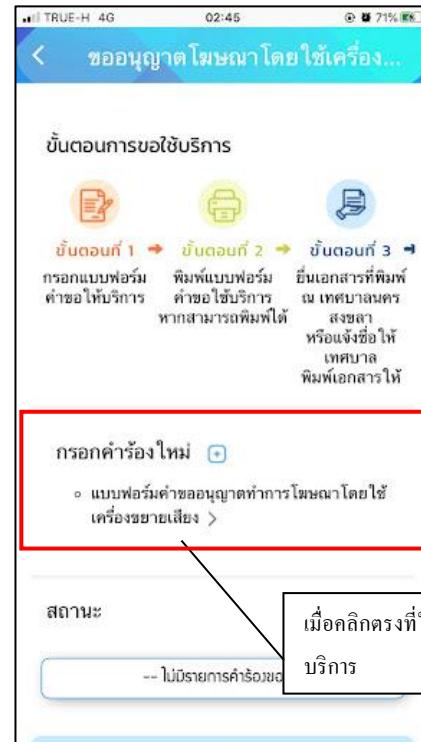 TRUE-H 4G 02:45 71%
ขออนุญาตโฆษณาโดยใช้เครื่อง...
ขั้นตอนการขอใช้บริการ
ขั้นตอนที่ 1 → ขั้นตอนที่ 2 → ขั้นตอนที่ 3
กรอกแบบฟอร์ม
คำขอให้บริการ
พิมพ์แบบฟอร์ม
คำขอใช้บริการ
หากสามารถพิมพ์ได้
ยื่นเอกสารที่พิมพ์
ณ เทศบาลนคร
สงขลา
หรือแจ้งชื่อให้
เทศบาล
พิมพ์เอกสารให้
กรอกคำร้องใหม่
แบบฟอร์มคำขออนุญาตทำการโฆษณาโดยใช้
เครื่องขยายเสียง >
สถานะ
เมื่อคลิกตรงที่
บริการ
-- ไม่มีรายการคำร้องขอ